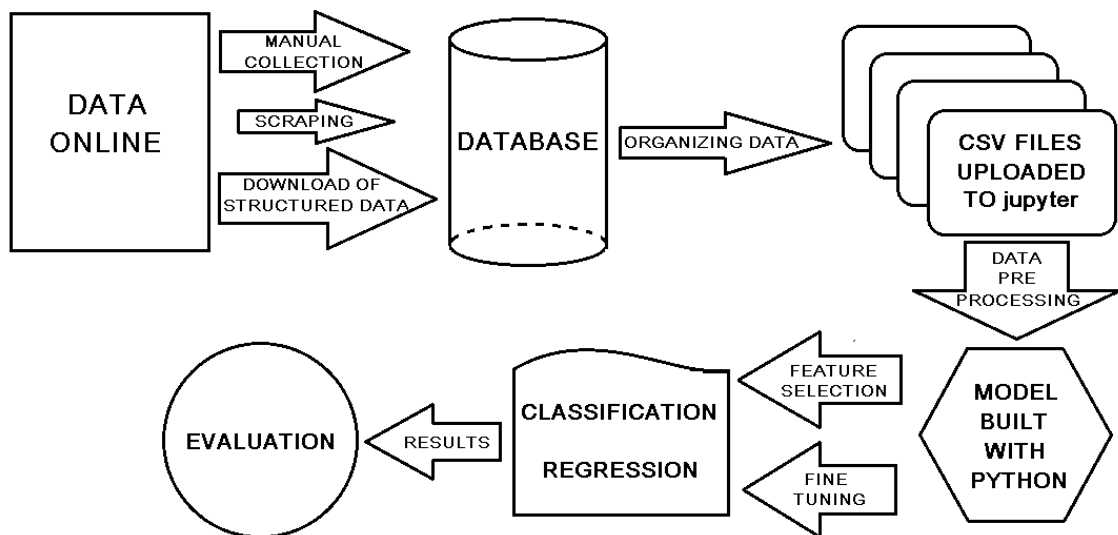 DATA
ONLINE
MANUAL
COLLECTION
SCRAPING
DOWNLOAD OF
STRUCTURED DATA
DATABASE
ORGANIZING DATA
CSV FILES
UPLOADED
TO jupyter
DATA
PRE
PROCESSING
MODEL
BUILT
WITH
PYTHON
FEATURE
SELECTION
FINE
TUNING
CLASSIFICATION
REGRESSION
RESULTS
EVALUATION